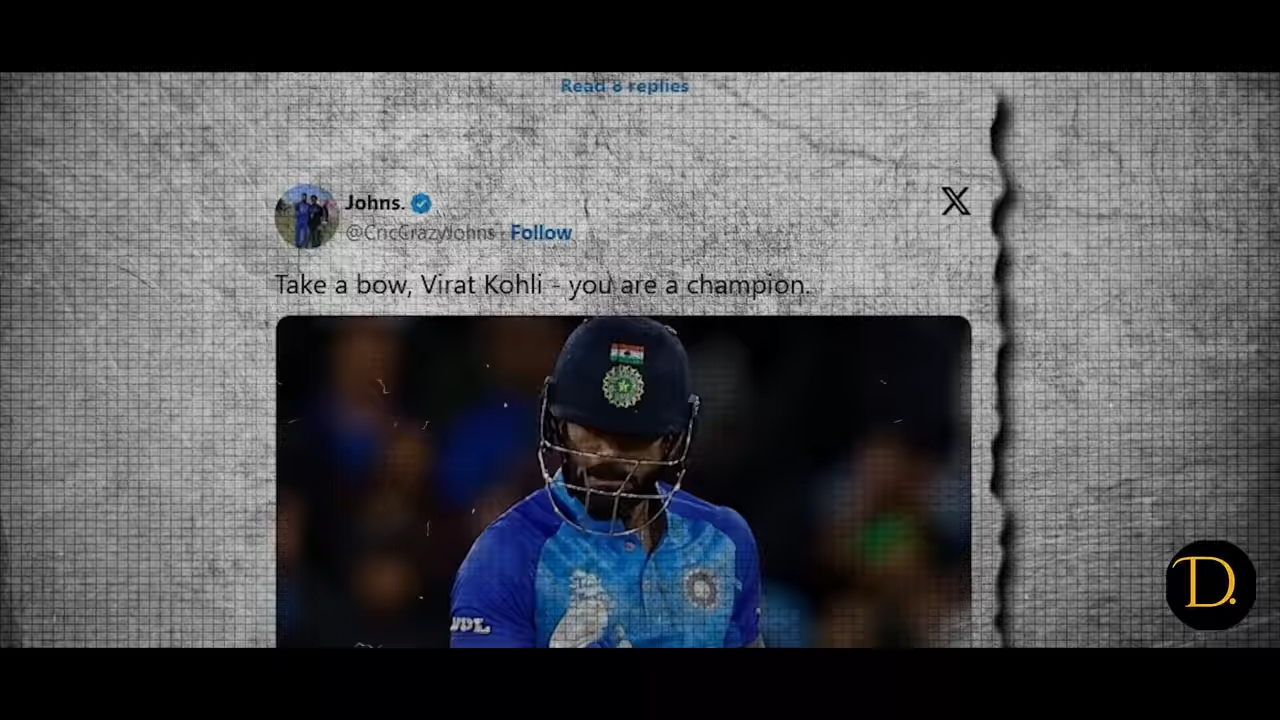 Read 8 replies
Johns.
@CricCrazyJohns · Follow
Take a bow, Virat Kohli - you are a champion.
D.